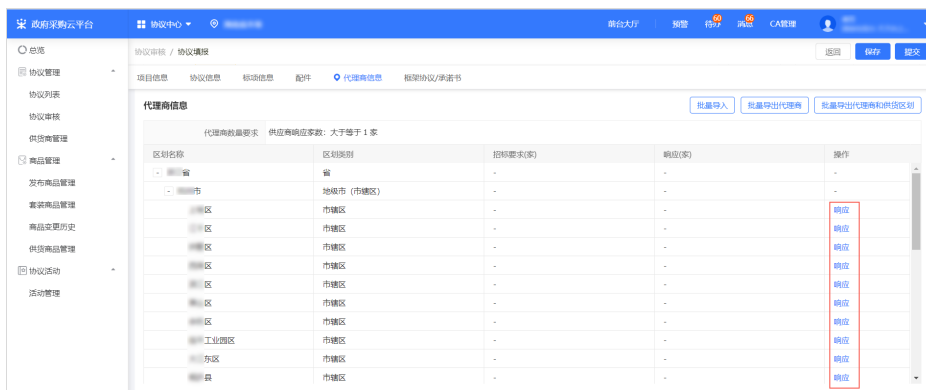 政府采购云平台 协议中心 前台大厅 预警 待办 60 消息 66 CA管理
总览
协议管理
协议列表
协议审核
供货商管理
商品管理
发布商品管理
套装商品管理
商品变更历史
供货商品管理
协议活动
活动管理
协议审核 / 协议填报 返回 保存 提交
项目信息 协议信息 标项信息 配件 代理商信息 框架协议/承诺书
代理商信息 批量导入 批量导出代理商 批量导出代理商和供货区划
代理商数量要求 供应商响应家数: 大于等于 1 家
区划名称 区划类别 招标要求(家) 响应(家) 操作
- 省 省 - - -
- 市 地级市 (市辖区) - - -
区 市辖区 - - 响应
区 市辖区 - - 响应
区 市辖区 - - 响应
区 市辖区 - - 响应
区 市辖区 - - 响应
区 市辖区 - - 响应
区 市辖区 - - 响应
工业园区 市辖区 - - 响应
东区 市辖区 - - 响应
县 市辖区 - - 响应